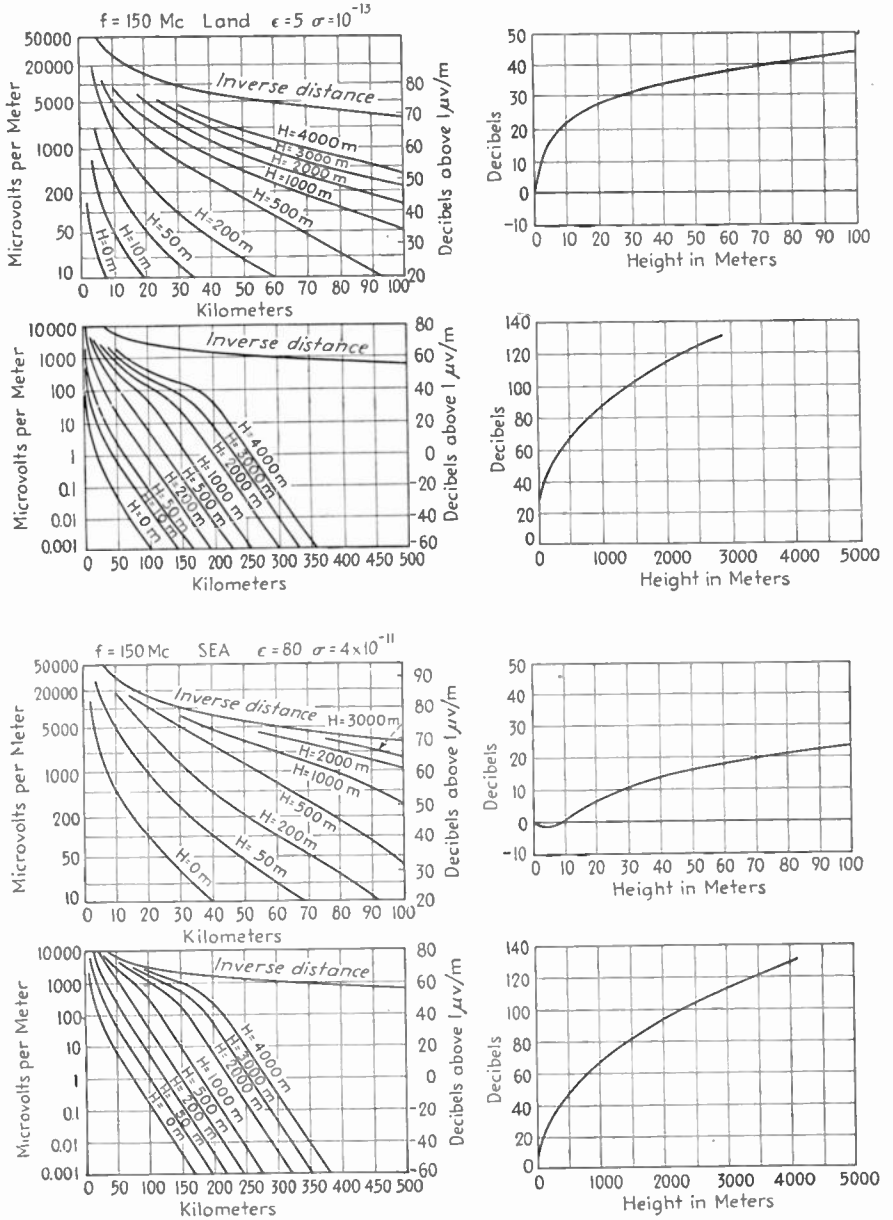 f = 150 Mc Land ϵ=5 σ=10⁻¹³
Microvolts per Meter
50000
20000
5000
1000
200
50
10
Inverse distance
H=4000m
H=3000m
H=2000m
H=1000m
H=500m
H=200m
H=50m
H=10m
H=0m
80
70
60
50
40
30
20
Decibels above 1μv/m
0 10 20 30 40 50 60 70 80 90 100
Kilometers
Decibels
50
40
30
20
10
0
-10
0 10 20 30 40 50 60 70 80 90 100
Height in Meters
Microvolts per Meter
10000
1000
100
10
1
0.1
0.01
0.001
Inverse distance
H=4000m
H=3000m
H=2000m
H=1000m
H=500m
H=200m
H=50m
H=10m
H=0m
80
60
40
20
0
-20
-40
-60
Decibels above 1μv/m
0 50 100 150 200 250 300 350 400 450 500
Kilometers
Decibels
140
120
100
80
60
40
20
0
0 1000 2000 3000 4000 5000
Height in Meters
f=150 Mc SEA ϵ=80 σ=4x10⁻¹¹
Microvolts per Meter
50000
20000
5000
1000
200
50
10
Inverse distance
H=3000m
H=2000m
H=1000m
H=500m
H=200m
H=50m
H=0m
90
80
70
60
50
40
30
20
Decibels above 1μv/m
0 10 20 30 40 50 60 70 80 90 100
Kilometers
Decibels
50
40
30
20
10
0
-10
0 10 20 30 40 50 60 70 80 90 100
Height in Meters
Microvolts per Meter
10000
1000
100
10
1
0.1
0.01
0.001
Inverse distance
H=4000m
H=3000m
H=2000m
H=1000m
H=500m
H=200m
H=50m
H=0m
80
60
40
20
0
-20
-40
-60
Decibels above 1μv/m
0 50 100 150 200 250 300 350 400 450 500
Kilometers
Decibels
140
120
100
80
60
40
20
0
0 1000 2000 3000 4000 5000
Height in Meters